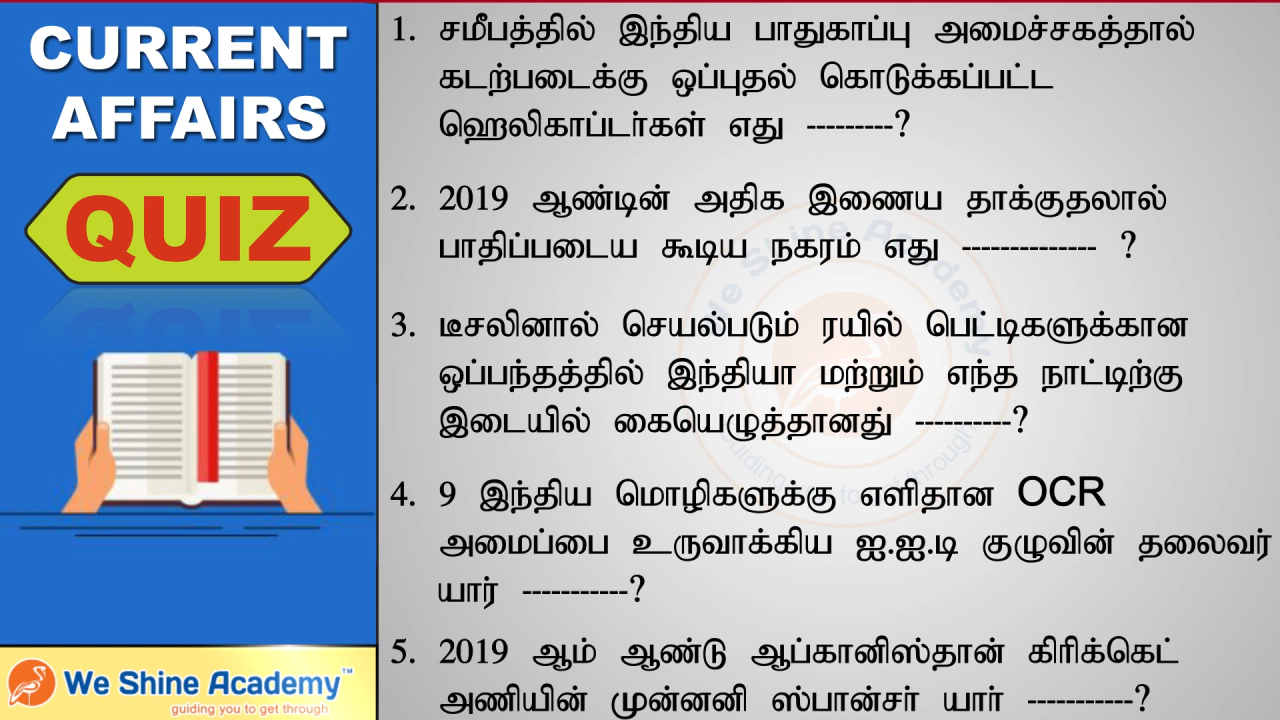 CURRENT
AFFAIRS
QUIZ
We Shine Academy™
guiding you to get through
1. சமீபத்தில் இந்திய பாதுகாப்பு அமைச்சகத்தால்
கடற்படைக்கு ஒப்புதல் கொடுக்கப்பட்ட
ஹெலிகாப்டர்கள் எது ---------?
2. 2019 ஆண்டின் அதிக இணைய தாக்குதலால்
பாதிப்படைய கூடிய நகரம் எது -------------- ?
3. டீசலினால் செயல்படும் ரயில் பெட்டிகளுக்கான
ஒப்பந்தத்தில் இந்தியா மற்றும் எந்த நாட்டிற்கு
இடையில் கையெழுத்தானது் ----------?
4. 9 இந்திய மொழிகளுக்கு எளிதான OCR
அமைப்பை உருவாக்கிய ஐ.ஐ.டி குழுவின் தலைவர்
யார் -----------?
5. 2019 ஆம் ஆண்டு ஆப்கானிஸ்தான் கிரிக்கெட்
அணியின் முன்னனி ஸ்பான்சர் யார் -----------?